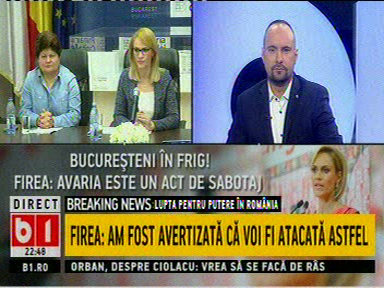 BUCUREŞTENI ÎN FRIG!
FIREA: AVARIA ESTE UN ACT DE SABOTAJ
DIRECT
BREAKING NEWS LUPTA PENTRU PUTERE ÎN ROMÂNIA
b1
FIREA: AM FOST AVERTIZATĂ CĂ VOI FI ATACATĂ ASTFEL
22:48
B1.RO
ORBAN, DESPRE CIOLACU: VREA SĂ SE FACĂ DE RÂS